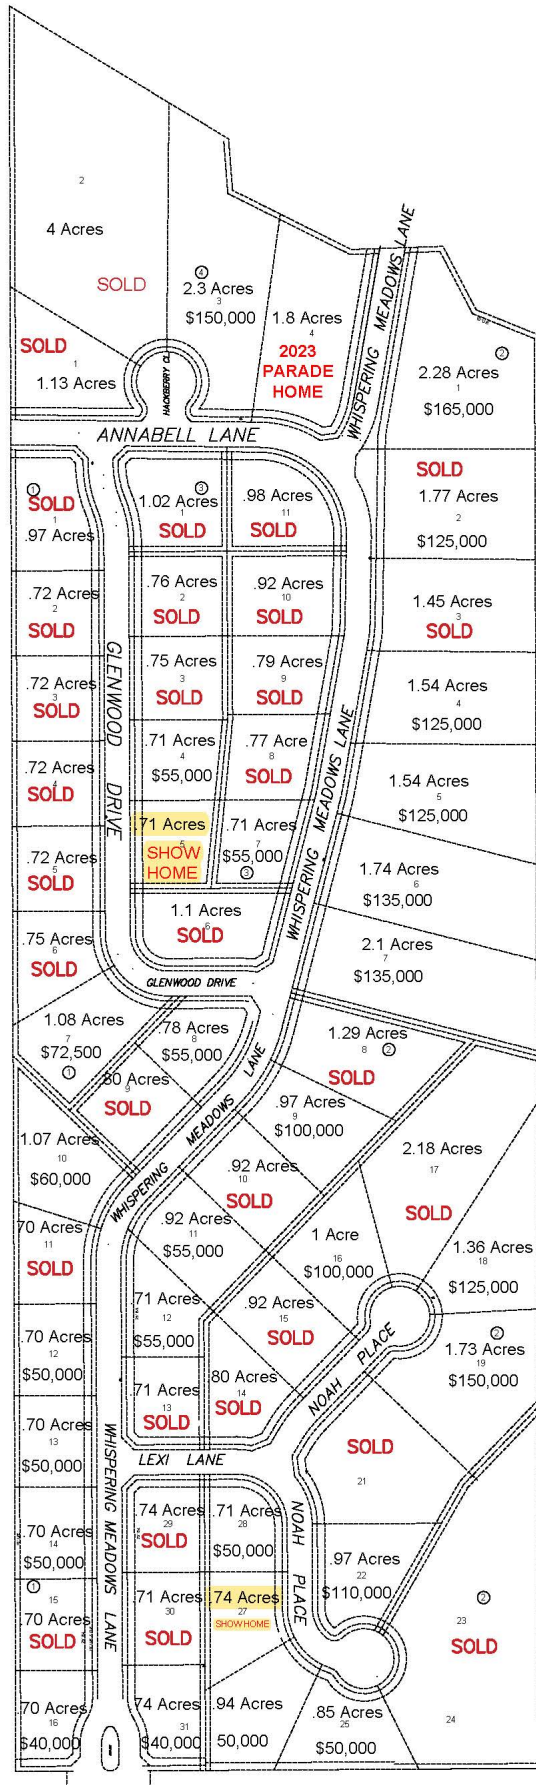 2
4 Acres
SOLD
4
2.3 Acres
3
$150,000
1.8 Acres
4
2023
PARADE
HOME
SOLD
1
1.13 Acres
HACKBERRY CI.
WHISPERING MEADOWS LANE
2
2.28 Acres
1
$165,000
ANNABELL LANE
SOLD
1.77 Acres
2
$125,000
1
SOLD
1
.97 Acres
3
1.02 Acres
1
SOLD
.98 Acres
11
SOLD
.72 Acres
2
SOLD
.76 Acres
2
SOLD
.92 Acres
10
SOLD
1.45 Acres
3
SOLD
GLENWOOD DRIVE
.72 Acres
3
SOLD
.75 Acres
3
SOLD
.79 Acres
9
SOLD
1.54 Acres
4
$125,000
.72 Acres
4
SOLD
.71 Acres
4
$55,000
.77 Acre
8
SOLD
WHISPERING MEADOWS LANE
1.54 Acres
5
$125,000
.72 Acres
5
SOLD
.71 Acres
5
SHOW
HOME
.71 Acres
7
$55,000
3
1.74 Acres
6
$135,000
.75 Acres
6
SOLD
1.1 Acres
6
SOLD
2.1 Acres
7
$135,000
GLENWOOD DRIVE
1.08 Acres
7
$72,500
1
.78 Acres
8
$55,000
1.29 Acres
8
2
SOLD
80 Acres
9
SOLD
WHISPERING MEADOWS LANE
.97 Acres
9
$100,000
1.07 Acres
10
$60,000
.92 Acres
10
SOLD
2.18 Acres
17
SOLD
70 Acres
11
SOLD
.92 Acres
11
$55,000
1 Acre
16
$100,000
1.36 Acres
18
$125,000
.70 Acres
12
$50,000
.71 Acres
12
$55,000
.92 Acres
15
SOLD
NOAH PLACE
2
1.73 Acres
19
$150,000
.71 Acres
13
SOLD
80 Acres
14
SOLD
.70 Acres
13
$50,000
WHISPERING MEADOWS LANE
LEXI LANE
SOLD
21
.70 Acres
14
$50,000
.74 Acres
29
SOLD
.71 Acres
28
$50,000
NOAH PLACE
.97 Acres
22
$110,000
1
15
.70 Acres
SOLD
.71 Acres
30
SOLD
.74 Acres
27
SHOW HOME
2
23
SOLD
.70 Acres
16
$40,000
.74 Acres
31
$40,000
.94 Acres
50,000
.85 Acres
25
$50,000
24